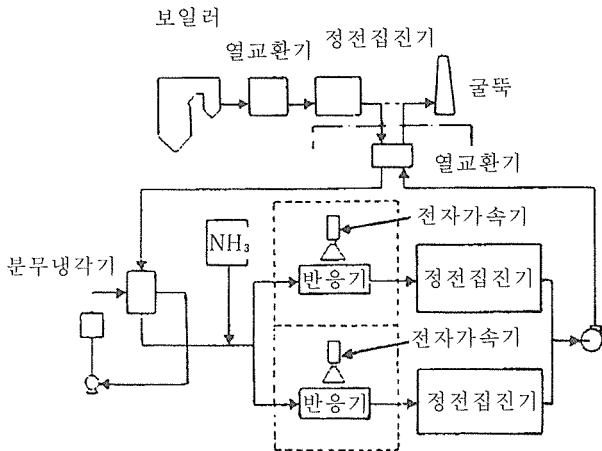 보일러
열교환기
정전집진기
굴뚝
열교환기
분무냉각기
NH₃
전자가속기
반응기
정전집진기
전자가속기
반응기
정전집진기